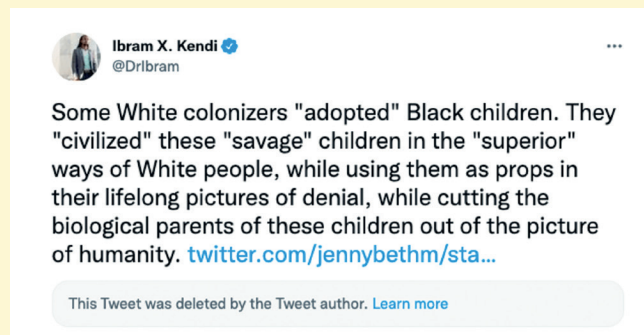 Ibram X. Kendi
@DrIbram
Some White colonizers "adopted" Black children. They
"civilized" these "savage" children in the "superior"
ways of White people, while using them as props in
their lifelong pictures of denial, while cutting the
biological parents of these children out of the picture
of humanity. twitter.com/jennybethm/sta...
This Tweet was deleted by the Tweet author. Learn more